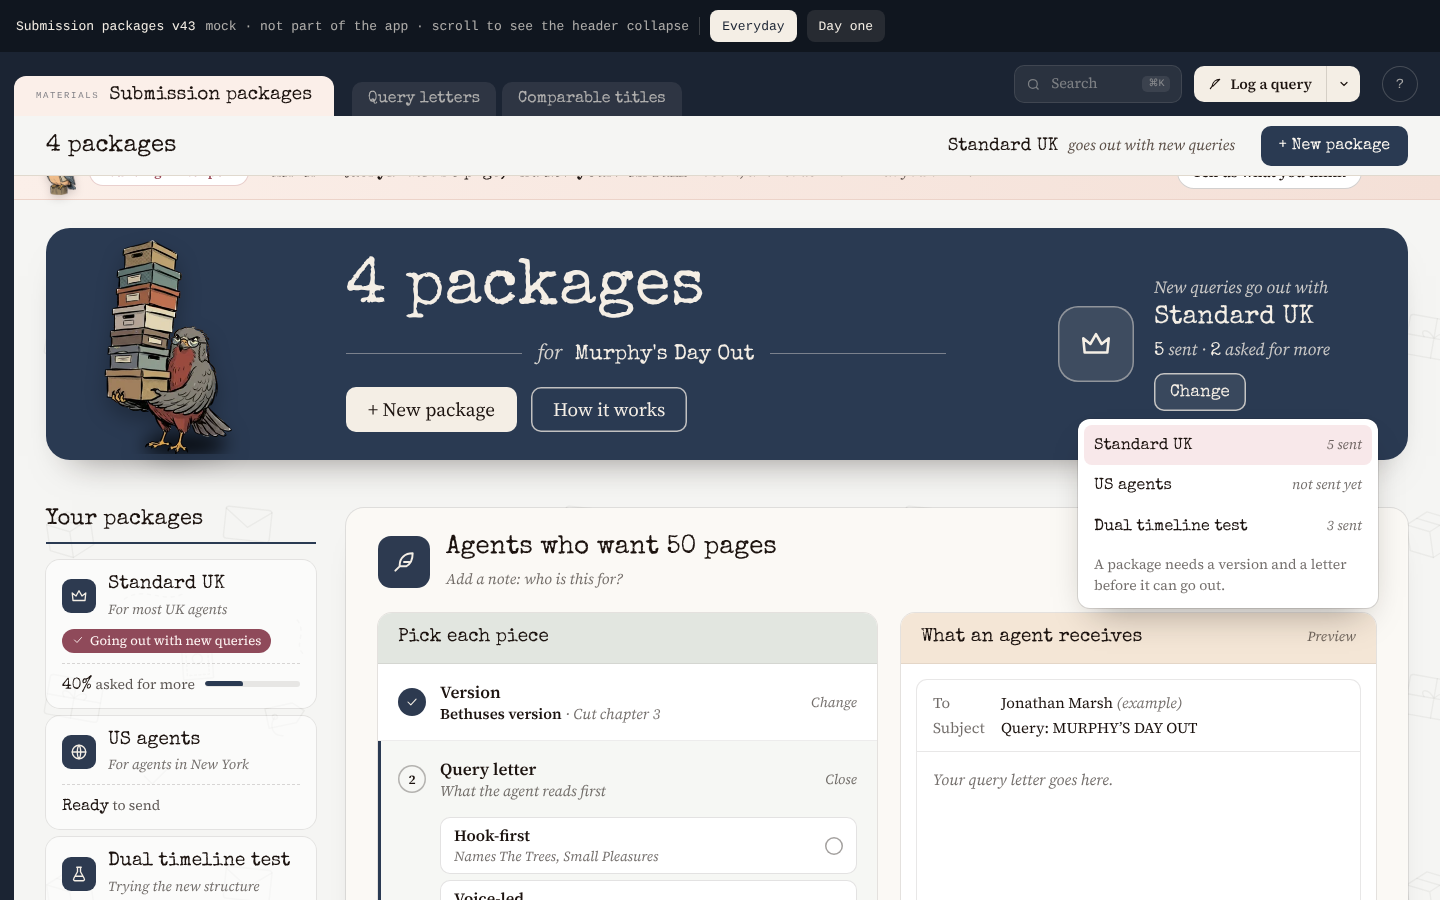 Submission packages v43 mock · not part of the app · scroll to see the header collapse
Everyday
Day one
MATERIALS Submission packages
Query letters
Comparable titles
Search ⌘K
Log a query
?
4 packages
Standard UK goes out with new queries
+ New package
4 packages
for Murphy's Day Out
+ New package
How it works
New queries go out with
Standard UK
5 sent · 2 asked for more
Change
Standard UK 5 sent
US agents not sent yet
Dual timeline test 3 sent
A package needs a version and a letter
before it can go out.
Your packages
Standard UK
For most UK agents
Going out with new queries
40% asked for more
US agents
For agents in New York
Ready to send
Dual timeline test
Trying the new structure
Agents who want 50 pages
Add a note: who is this for?
Pick each piece
Version
Bethuses version · Cut chapter 3
Change
2
Query letter
What the agent reads first
Close
Hook-first
Names The Trees, Small Pleasures
Voice-led
What an agent receives
Preview
To Jonathan Marsh (example)
Subject Query: MURPHY'S DAY OUT
Your query letter goes here.